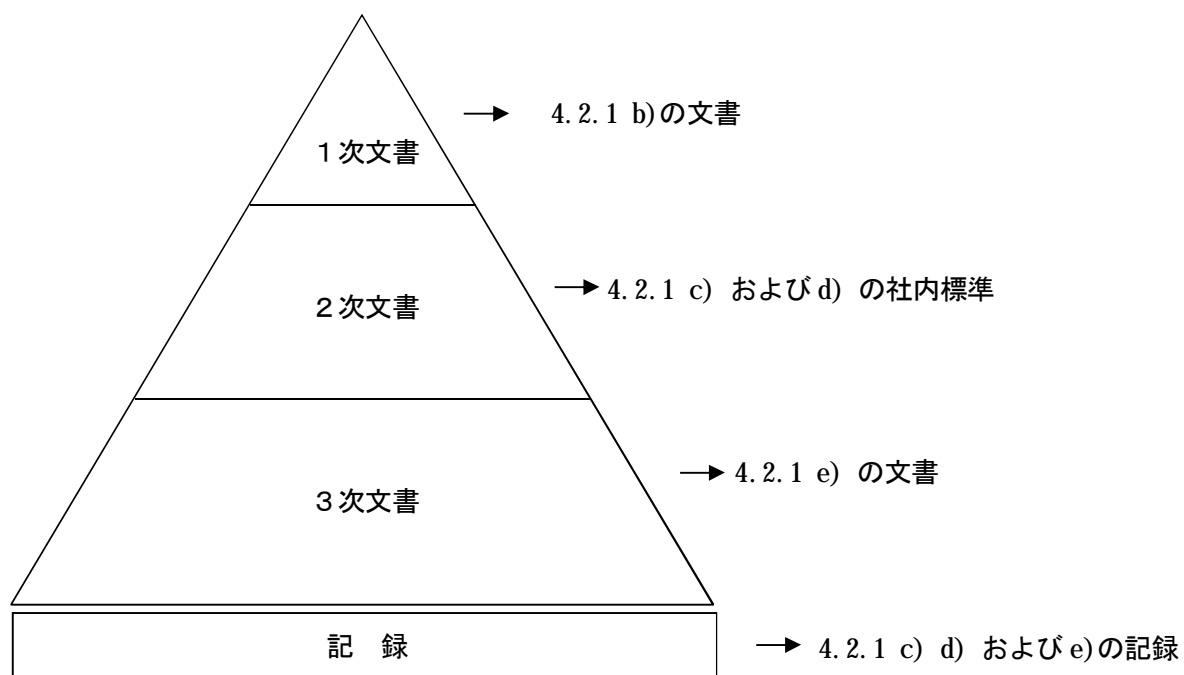 4.2.1 b)の文書
1次文書
4.2.1 c) および d) の社内標準
2次文書
4.2.1 e) の文書
3次文書
記 録
4.2.1 c) d) および e)の記録